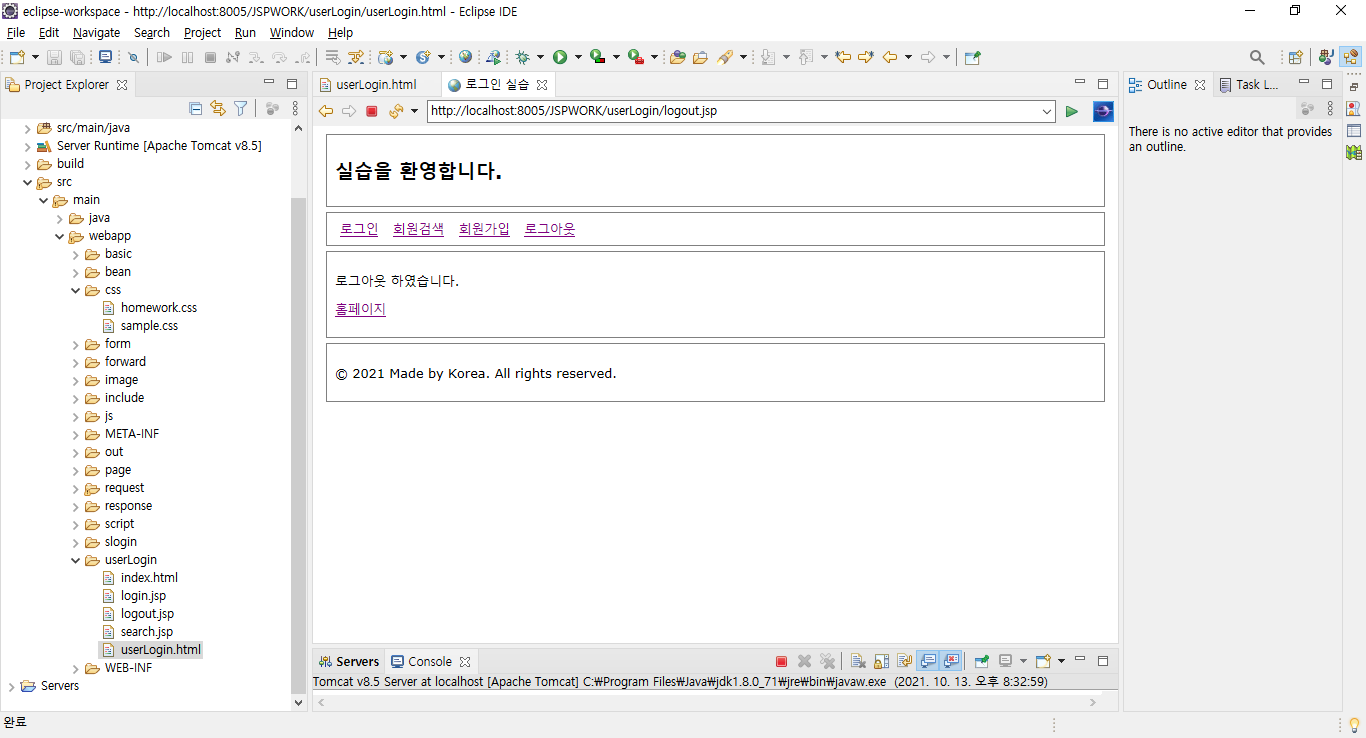 eclipse-workspace - http://localhost:8005/JSPWORK/userLogin/userLogin.html - Eclipse IDE
File Edit Navigate Search Project Run Window Help
Project Explorer
src/main/java
Server Runtime [Apache Tomcat v8.5]
build
src
main
java
webapp
basic
bean
css
homework.css
sample.css
form
forward
image
include
js
META-INF
out
page
request
response
script
slogin
userLogin
index.html
login.jsp
logout.jsp
search.jsp
userLogin.html
WEB-INF
Servers
userLogin.html 로그인 실습
http://localhost:8005/JSPWORK/userLogin/logout.jsp
실습을 환영합니다.
로그인 회원검색 회원가입 로그아웃
로그아웃 하였습니다.
홈페이지
© 2021 Made by Korea. All rights reserved.
Servers Console
Tomcat v8.5 Server at localhost [Apache Tomcat] C:₩Program Files₩Java₩jdk1.8.0_71₩jre₩bin₩javaw.exe (2021. 10. 13. 오후 8:32:59)
Outline Task L...
There is no active editor that provides
an outline.
완료